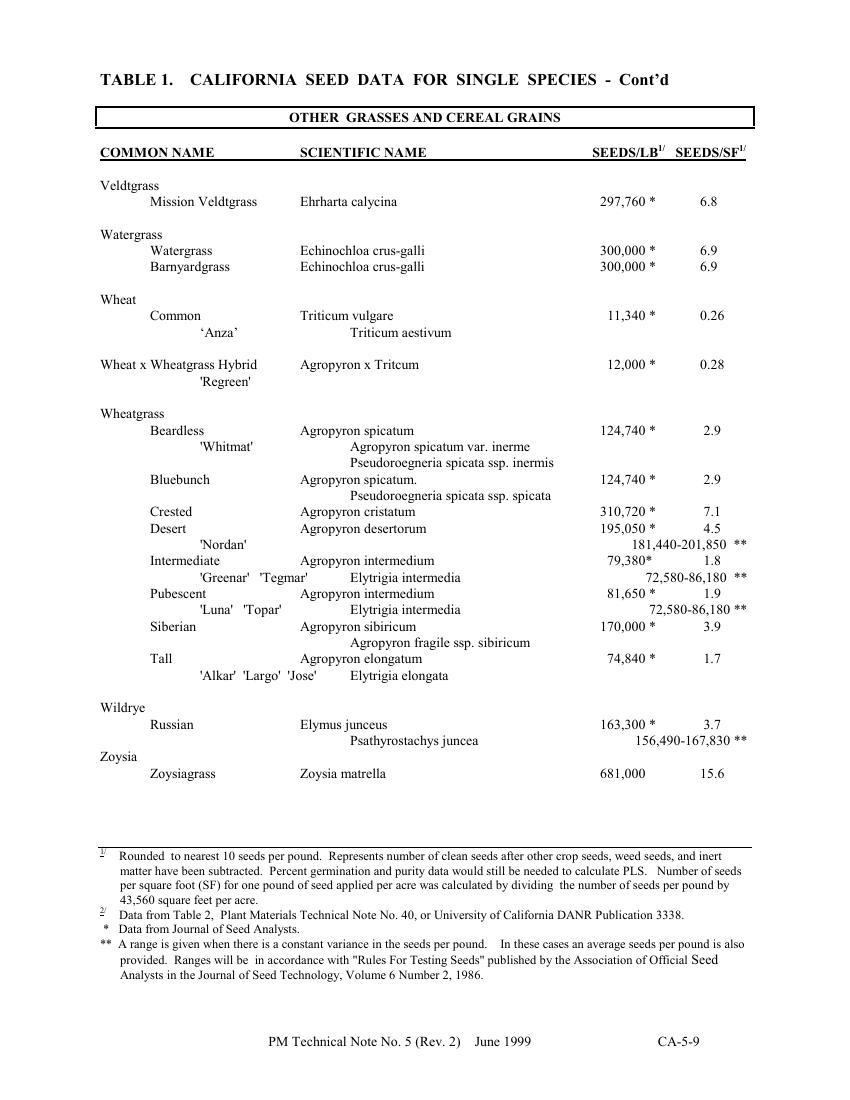 TABLE 1. CALIFORNIA SEED DATA FOR SINGLE SPECIES - Cont’d
OTHER GRASSES AND CEREAL GRAINS
COMMON NAME SCIENTIFIC NAME SEEDS/LB1/ SEEDS/SF1/
Veldtgrass
Mission Veldtgrass Ehrharta calycina 297,760 * 6.8
Watergrass
Watergrass Echinochloa crus-galli 300,000 * 6.9
Barnyardgrass Echinochloa crus-galli 300,000 * 6.9
Wheat
Common Triticum vulgare 11,340 * 0.26
‘Anza’ Triticum aestivum
Wheat x Wheatgrass Hybrid Agropyron x Tritcum 12,000 * 0.28
'Regreen'
Wheatgrass
Beardless Agropyron spicatum 124,740 * 2.9
'Whitmat' Agropyron spicatum var. inerme
Pseudoroegneria spicata ssp. inermis
Bluebunch Agropyron spicatum. 124,740 * 2.9
Pseudoroegneria spicata ssp. spicata
Crested Agropyron cristatum 310,720 * 7.1
Desert Agropyron desertorum 195,050 * 4.5
'Nordan' 181,440-201,850 **
Intermediate Agropyron intermedium 79,380* 1.8
'Greenar' 'Tegmar' Elytrigia intermedia 72,580-86,180 **
Pubescent Agropyron intermedium 81,650 * 1.9
'Luna' 'Topar' Elytrigia intermedia 72,580-86,180 **
Siberian Agropyron sibiricum 170,000 * 3.9
Agropyron fragile ssp. sibiricum
Tall Agropyron elongatum 74,840 * 1.7
'Alkar' 'Largo' 'Jose' Elytrigia elongata
Wildrye
Russian Elymus junceus 163,300 * 3.7
Psathyrostachys juncea 156,490-167,830 **
Zoysia
Zoysiagrass Zoysia matrella 681,000 15.6
1/ Rounded to nearest 10 seeds per pound. Represents number of clean seeds after other crop seeds, weed seeds, and inert
matter have been subtracted. Percent germination and purity data would still be needed to calculate PLS. Number of seeds
per square foot (SF) for one pound of seed applied per acre was calculated by dividing the number of seeds per pound by
43,560 square feet per acre.
2/ Data from Table 2, Plant Materials Technical Note No. 40, or University of California DANR Publication 3338.
* Data from Journal of Seed Analysts.
** A range is given when there is a constant variance in the seeds per pound. In these cases an average seeds per pound is also
provided. Ranges will be in accordance with "Rules For Testing Seeds" published by the Association of Official Seed
Analysts in the Journal of Seed Technology, Volume 6 Number 2, 1986.
PM Technical Note No. 5 (Rev. 2) June 1999 CA-5-9